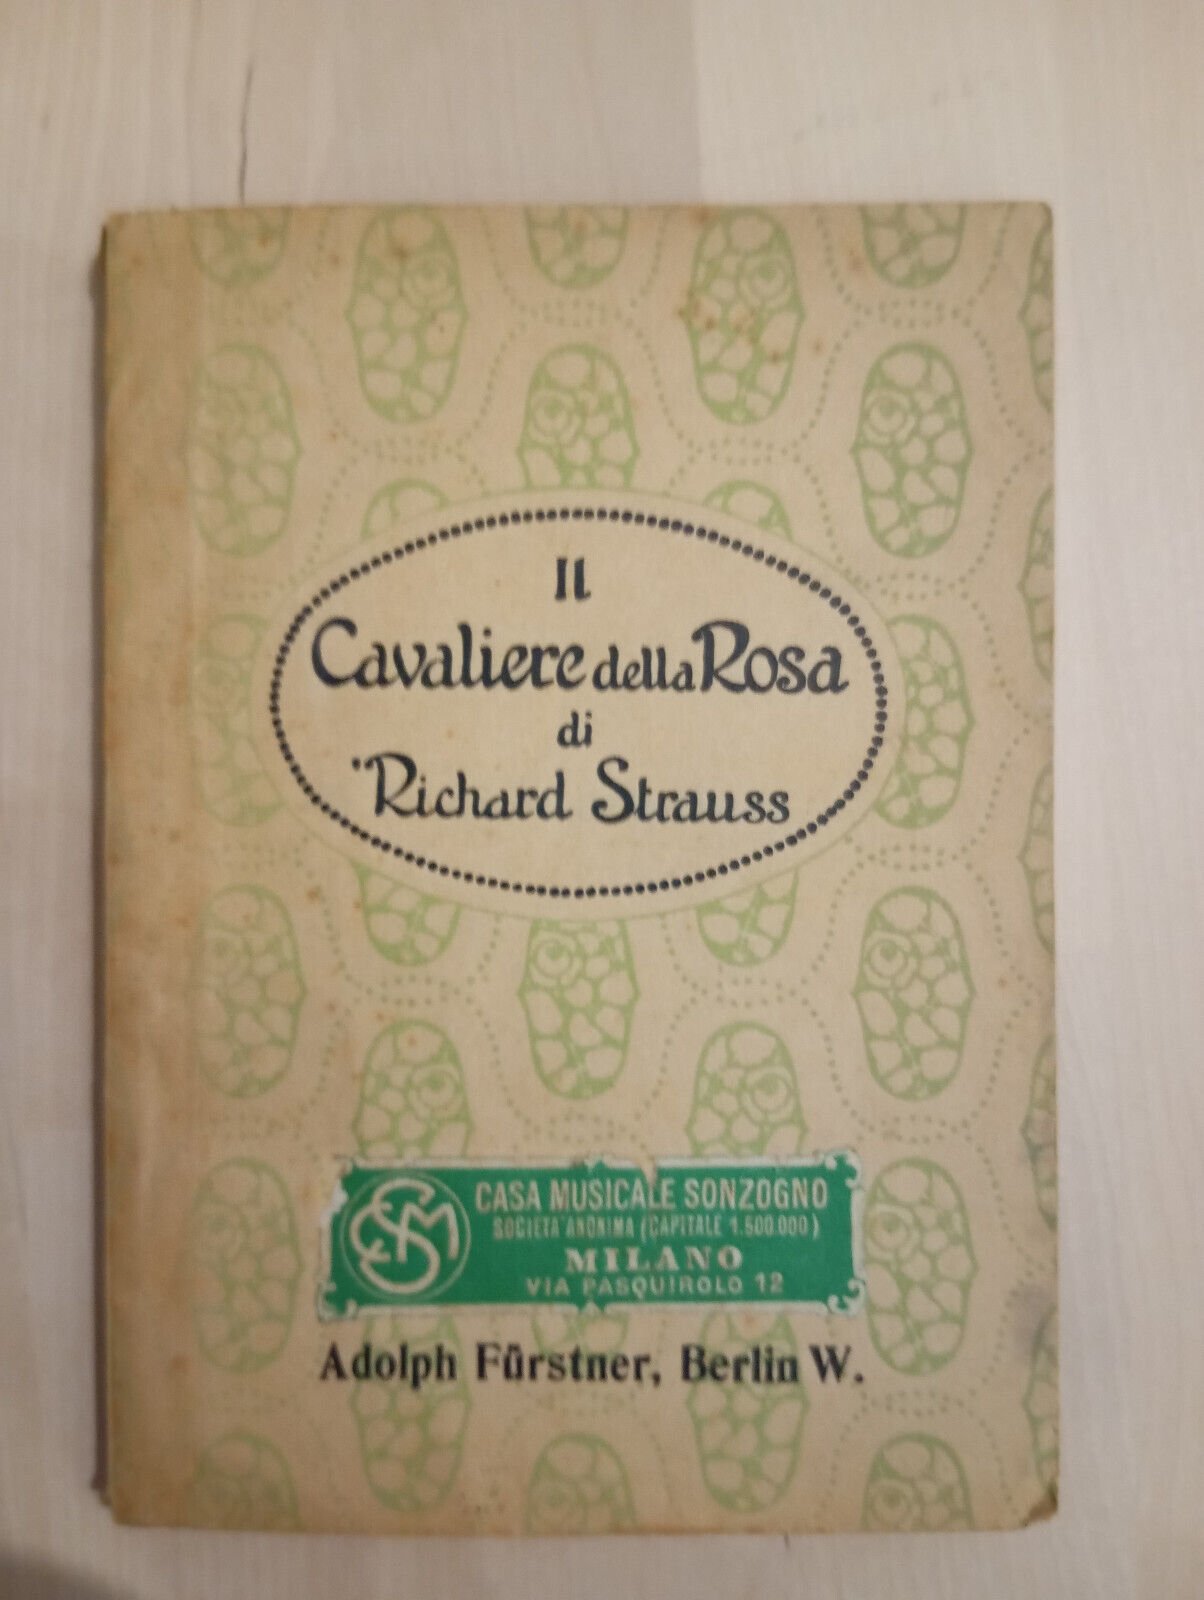 Il
Cavaliere della Rosa
di
Richard Strauss
CSM
CASA MUSICALE SONZOGNO
SOCIETA' ANONIMA (CAPITALE 1.500.000)
MILANO
VIA PASQUIROLO 12
Adolph Fürstner, Berlin W.